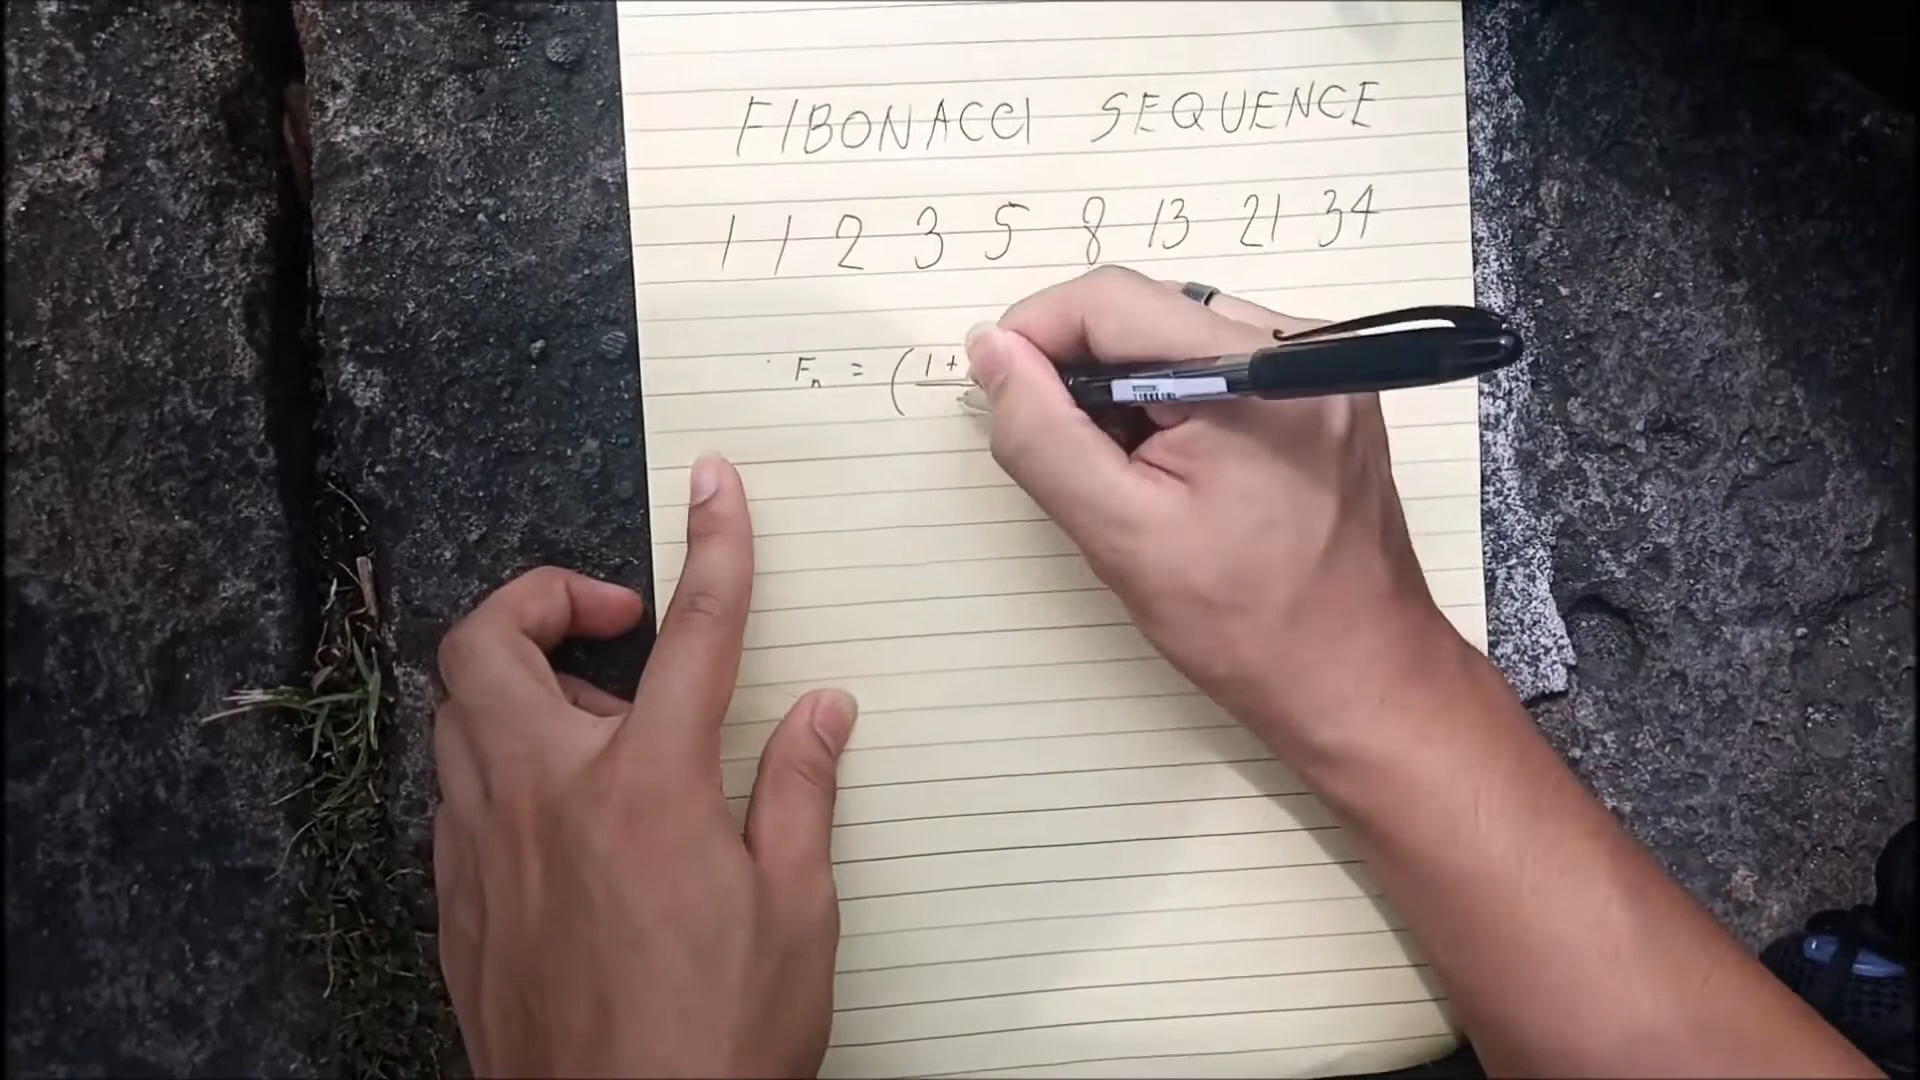 FIBONACCI SEQUENCE
1 1 2 3 5 8 13 21 34
Fn = ( 1 +